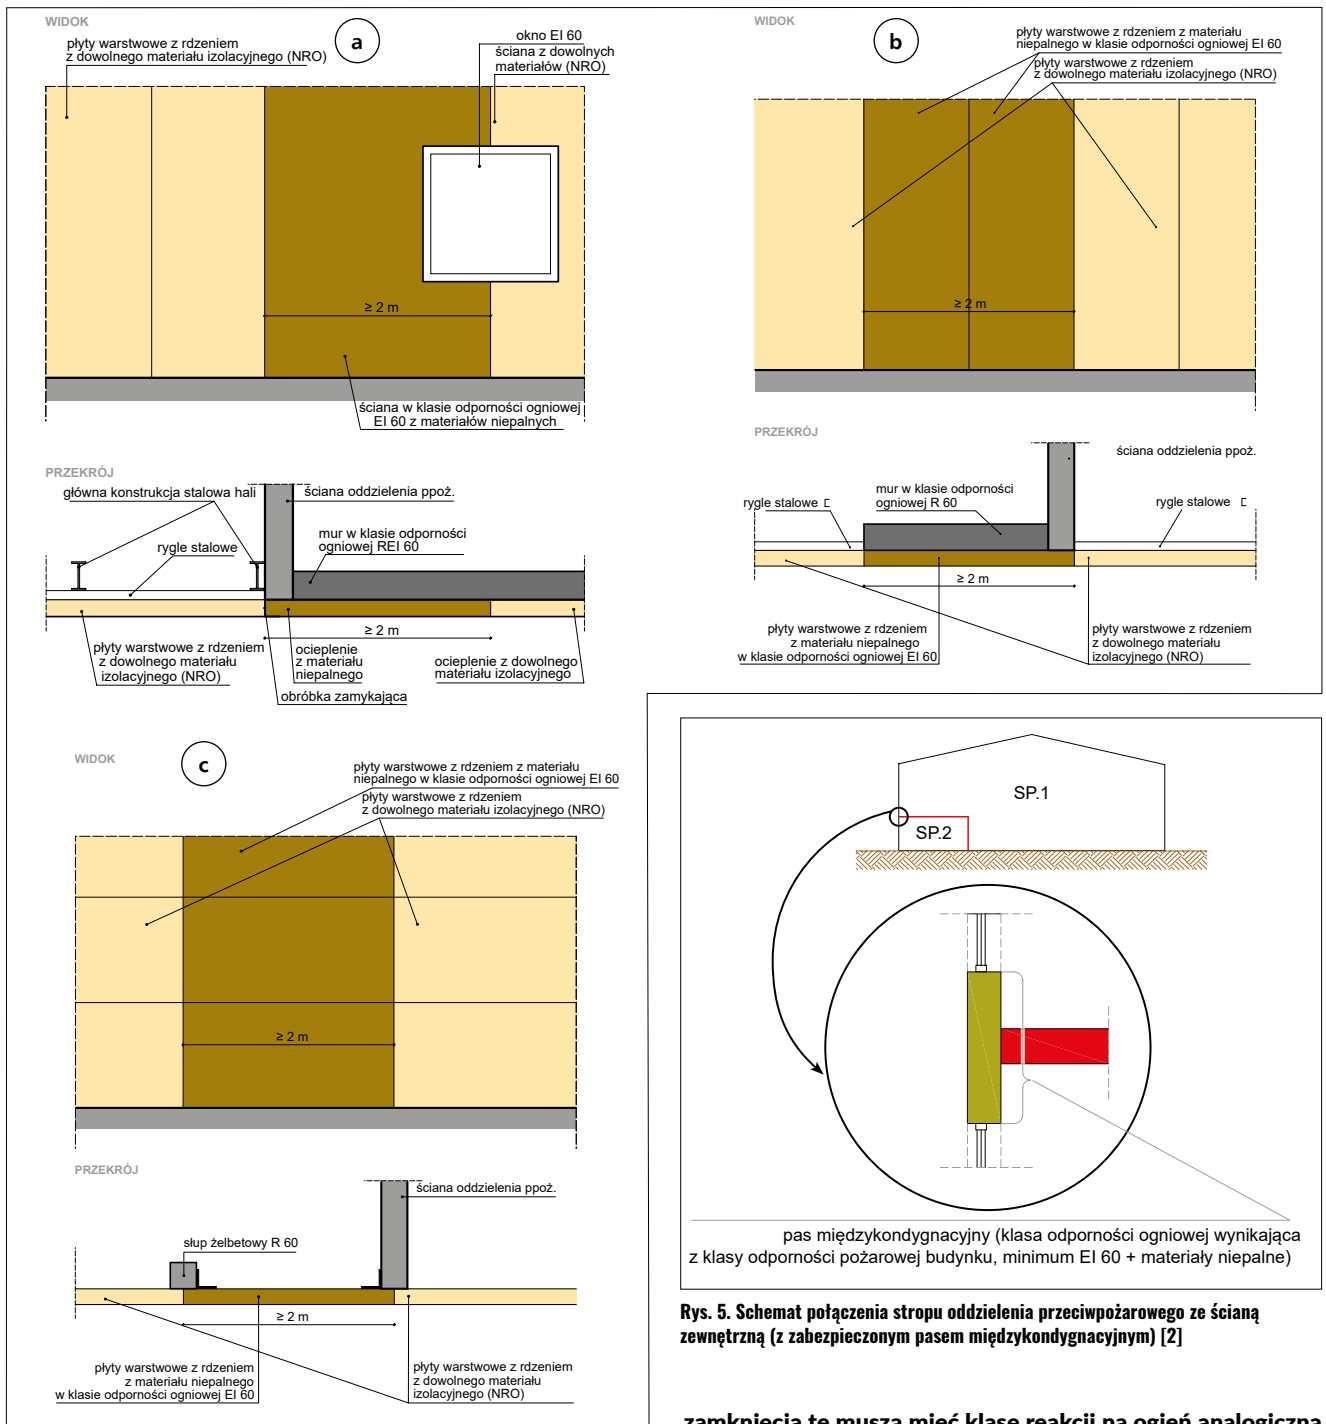 WIDOK
a
płyty warstwowe z rdzeniem
z dowolnego materiału izolacyjnego (NRO)
okno EI 60
ściana z dowolnych
materiałów (NRO)
≥ 2 m
ściana w klasie odporności ogniowej
EI 60 z materiałów niepalnych
PRZEKRÓJ
główna konstrukcja stalowa hali
ściana oddzielenia ppoż.
rygle stalowe
mur w klasie odporności
ogniowej REI 60
≥ 2 m
płyty warstwowe z rdzeniem
z dowolnego materiału
izolacyjnego (NRO)
ocieplenie
z materiału
niepalnego
ocieplenie z dowolnego
materiału izolacyjnego
obróbka zamykająca
WIDOK
b
płyty warstwowe z rdzeniem z materiału
niepalnego w klasie odporności ogniowej EI 60
płyty warstwowe z rdzeniem
z dowolnego materiału izolacyjnego (NRO)
≥ 2 m
PRZEKRÓJ
ściana oddzielenia ppoż.
mur w klasie odporności
ogniowej R 60
rygle stalowe
rygle stalowe
≥ 2 m
płyty warstwowe z rdzeniem
z materiału niepalnego
w klasie odporności ogniowej EI 60
płyty warstwowe z rdzeniem
z dowolnego materiału
izolacyjnego (NRO)
WIDOK
c
płyty warstwowe z rdzeniem z materiału
niepalnego w klasie odporności ogniowej EI 60
płyty warstwowe z rdzeniem
z dowolnego materiału izolacyjnego (NRO)
≥ 2 m
PRZEKRÓJ
ściana oddzielenia ppoż.
słup żelbetowy R 60
≥ 2 m
płyty warstwowe z rdzeniem
z materiału niepalnego
w klasie odporności ogniowej EI 60
płyty warstwowe z rdzeniem
z dowolnego materiału
izolacyjnego (NRO)
SP.1
SP.2
pas międzykondygnacyjny (klasa odporności ogniowej wynikająca
z klasy odporności pożarowej budynku, minimum EI 60 + materiały niepalne)
Rys. 5. Schemat połączenia stropu oddzielenia przeciwpożarowego ze ścianą
zewnętrzną (z zabezpieczonym pasem międzykondygnacyjnym) [2]
zamknięcia te muszą mieć klasę reakcji na ogień analogiczną